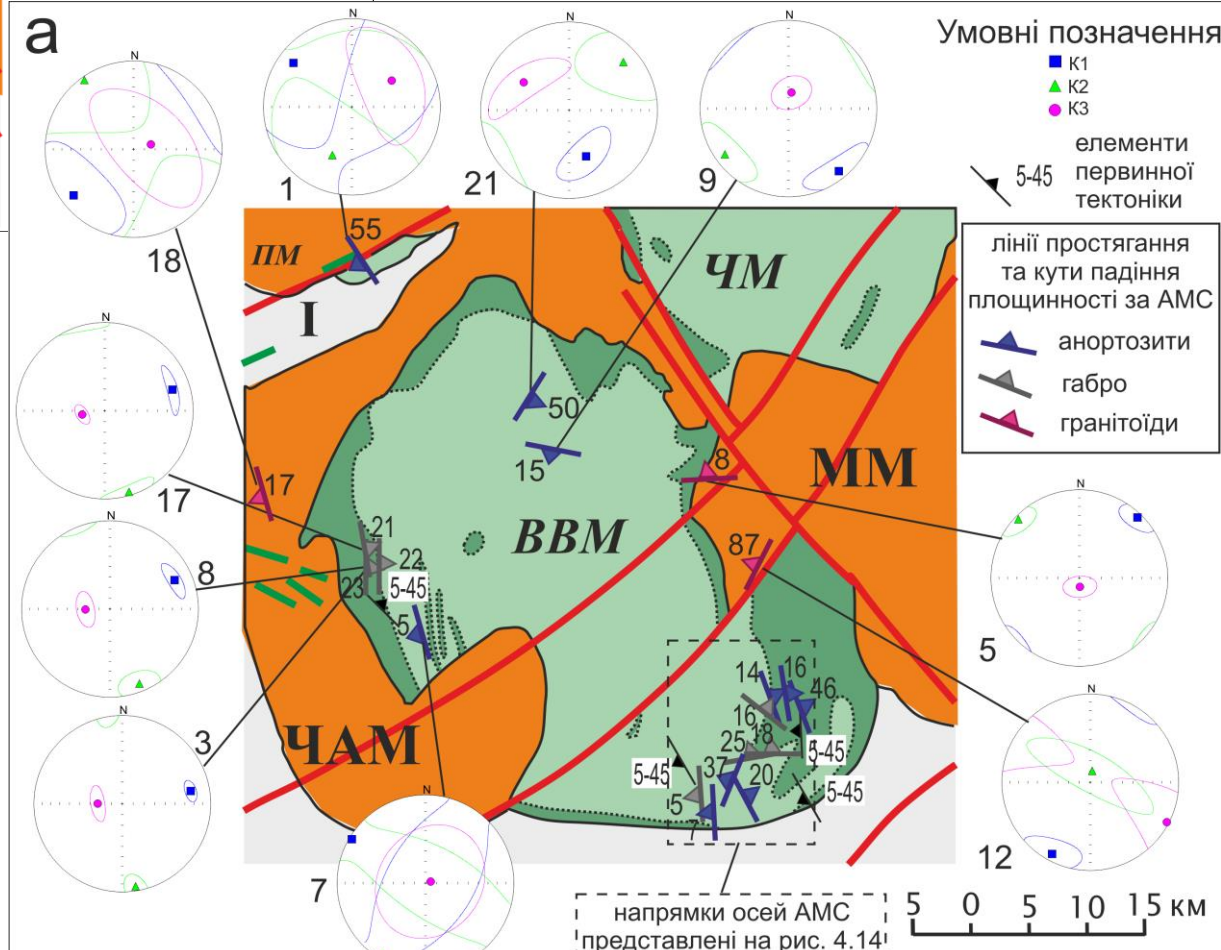 а
N
N
N
N
Умовні позначення
К1
К2
К3
5-45
елементи
первинної
тектоніки
лінії простягання
та кути падіння
площинності за АМС
анортозити
габро
гранітоїди
18
1
21
9
55
ПМ
І
ЧМ
N
50
15
17
17
8
ММ
N
N
8
21
22
23
5-45
ВВМ
87
5
5
N
N
3
ЧАМ
14
16
46
16
18
25
5-45
5-45
37
20
5-45
5
7
N
7
12
напрямки осей АМС
представлені на рис. 4.14
5 0 5 10 15 км